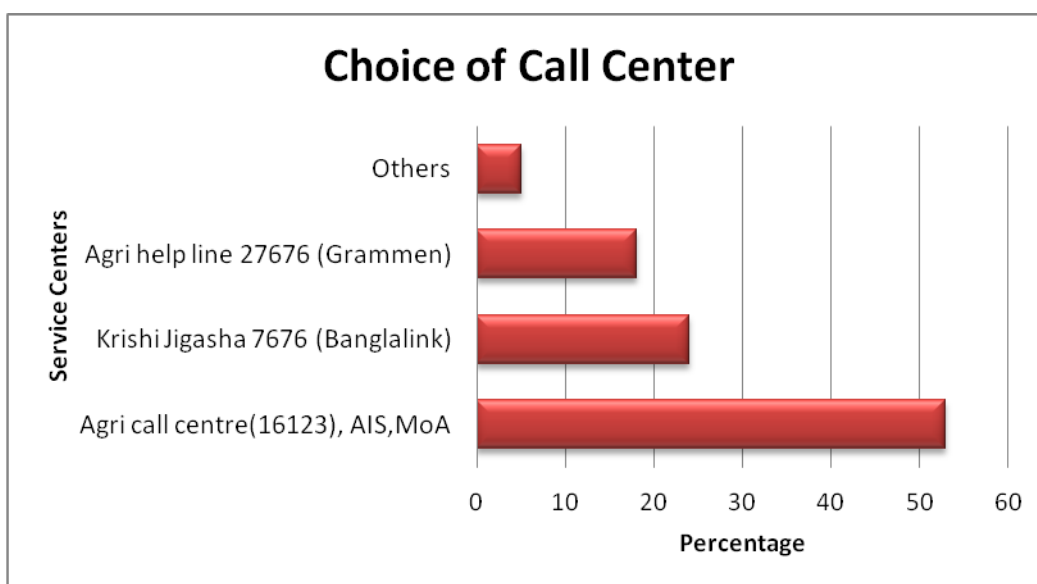 Choice of Call Center
Service Centers
Others
Agri help line 27676 (Grammen)
Krishi Jigasha 7676 (Banglalink)
Agri call centre(16123), AIS,MoA
0 10 20 30 40 50 60
Percentage